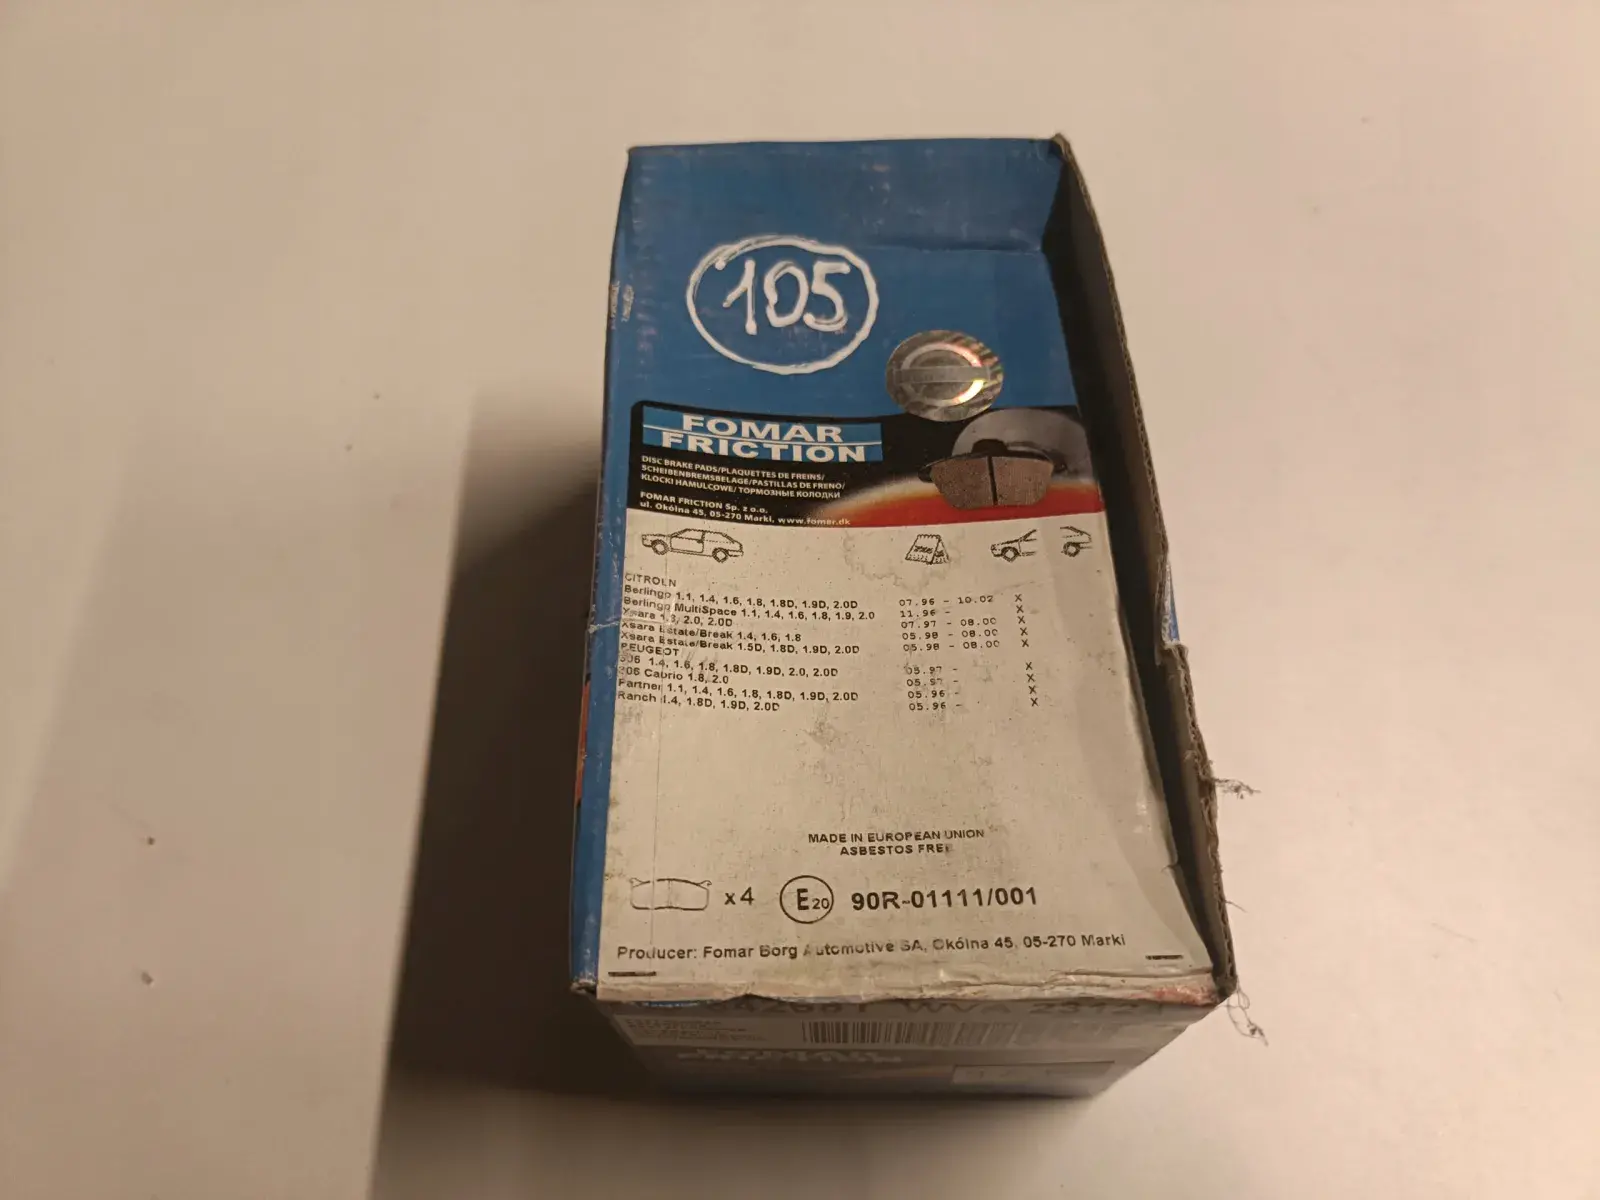 105
FOMAR
FRICTION
DISC BRAKE PADS/PLAQUETTES DE FREINS/
SCHEIBENBREMSBELAGE/PASTILLAS DE FRENO/
KLOCKI HAMULCOWE/ ТОРМОЗНЫЕ КОЛОДКИ
FOMAR FRICTION Sp. z o.o.
ul. Okólna 45, 05-270 Marki, www.fomar.dk
CITROEN
Berlingo 1.1, 1.4, 1.6, 1.8, 1.8D, 1.9D, 2.0D 07.96 - 10.02 X
Berlingo MultiSpace 1.1, 1.4, 1.6, 1.8, 1.9, 2.0 11.96 - X
Xsara 1.8, 2.0, 2.0D 07.97 - 08.00 X
Xsara Estate/Break 1.4, 1.6, 1.8 05.98 - 08.00 X
Xsara Estate/Break 1.5D, 1.8D, 1.9D, 2.0D 05.98 - 08.00 X
PEUGEOT
1.4, 1.6, 1.8, 1.8D, 1.9D, 2.0, 2.0D 05.97 - X
Cabrio 1.8, 2.0 05.97 - X
Partner 1.1, 1.4, 1.6, 1.8, 1.8D, 1.9D, 2.0D 05.96 - X
Ranch 1.4, 1.8D, 1.9D, 2.0D 05.96 - X
MADE IN EUROPEAN UNION
ASBESTOS FREE
x4 E20 90R-01111/001
Producer: Fomar Borg Automotive SA, Okólna 45, 05-270 Marki
WVA